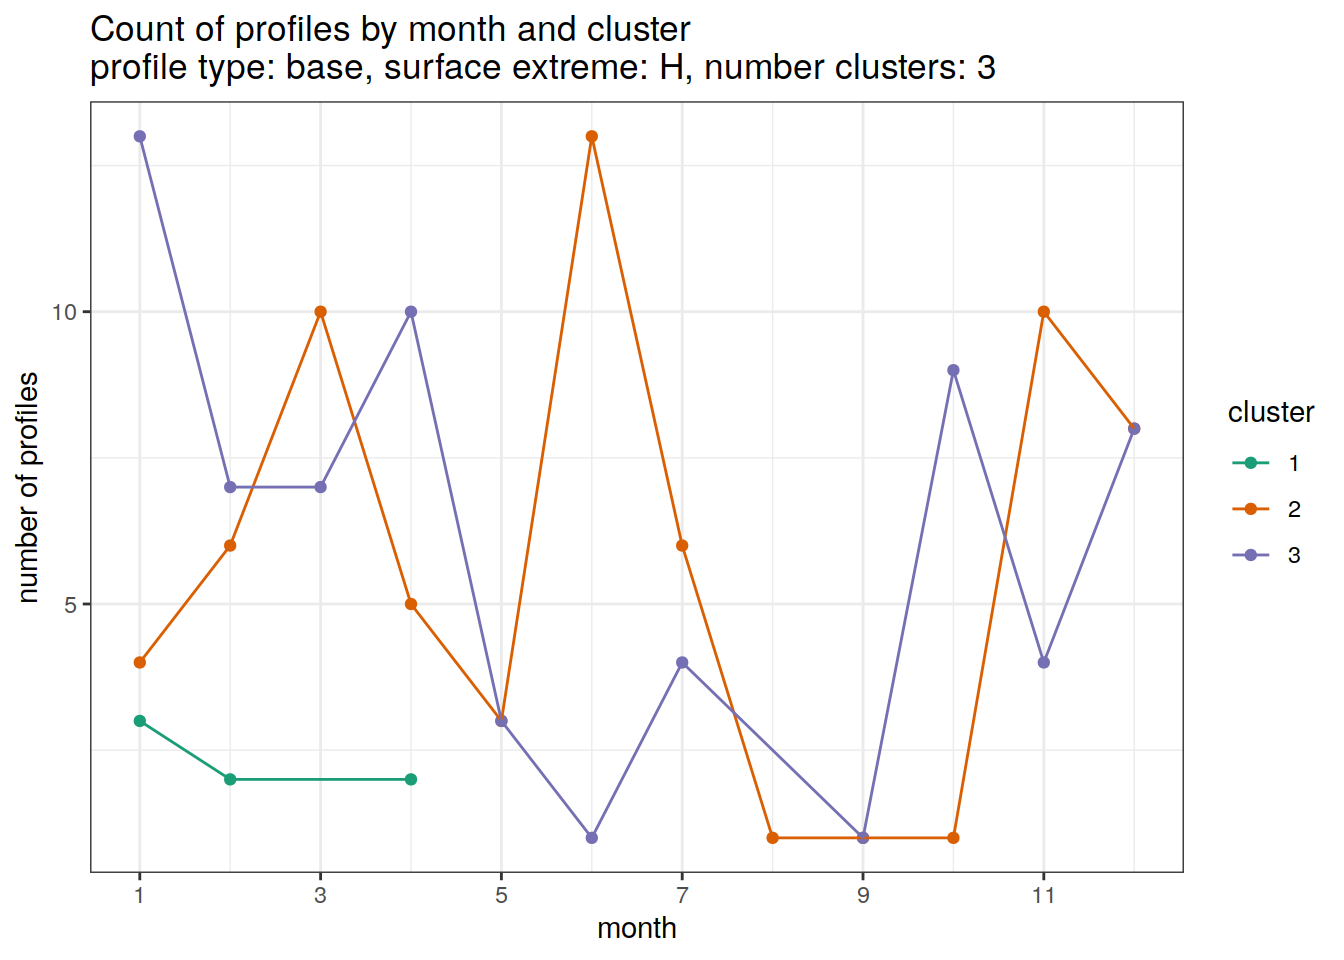 Count of profiles by month and cluster
profile type: base, surface extreme: H, number clusters: 3
10
5
number of profiles
1 3 5 7 9 11
month
cluster
1
2
3